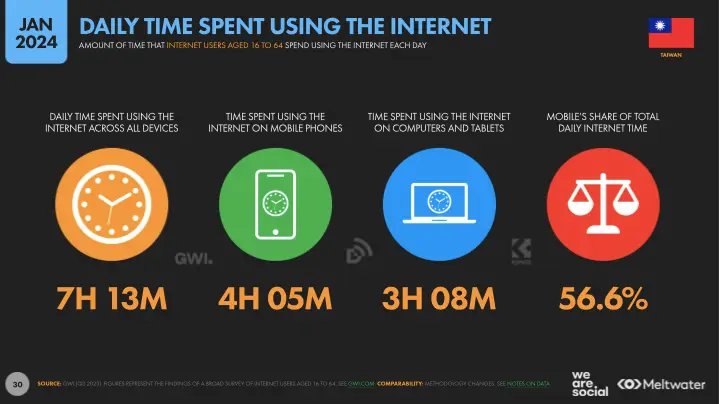 JAN
2024
DAILY TIME SPENT USING THE INTERNET
AMOUNT OF TIME THAT INTERNET USERS AGED 16 TO 64 SPEND USING THE INTERNET EACH DAY
TAIWAN
DAILY TIME SPENT USING THE
INTERNET ACROSS ALL DEVICES
TIME SPENT USING THE
INTERNET ON MOBILE PHONES
TIME SPENT USING THE INTERNET
ON COMPUTERS AND TABLETS
MOBILE'S SHARE OF TOTAL
DAILY INTERNET TIME
GWI.
7H 13M
4H 05M
3H 08M
56.6%
30
SOURCE: GWI (Q3 2023). FIGURES REPRESENT THE FINDINGS OF A BROAD SURVEY OF INTERNET USERS AGED 16 TO 64. SEE GWI.COM. COMPARABILITY: METHODOLOGY CHANGES. SEE NOTES ON DATA.
we
are.
social
Meltwater